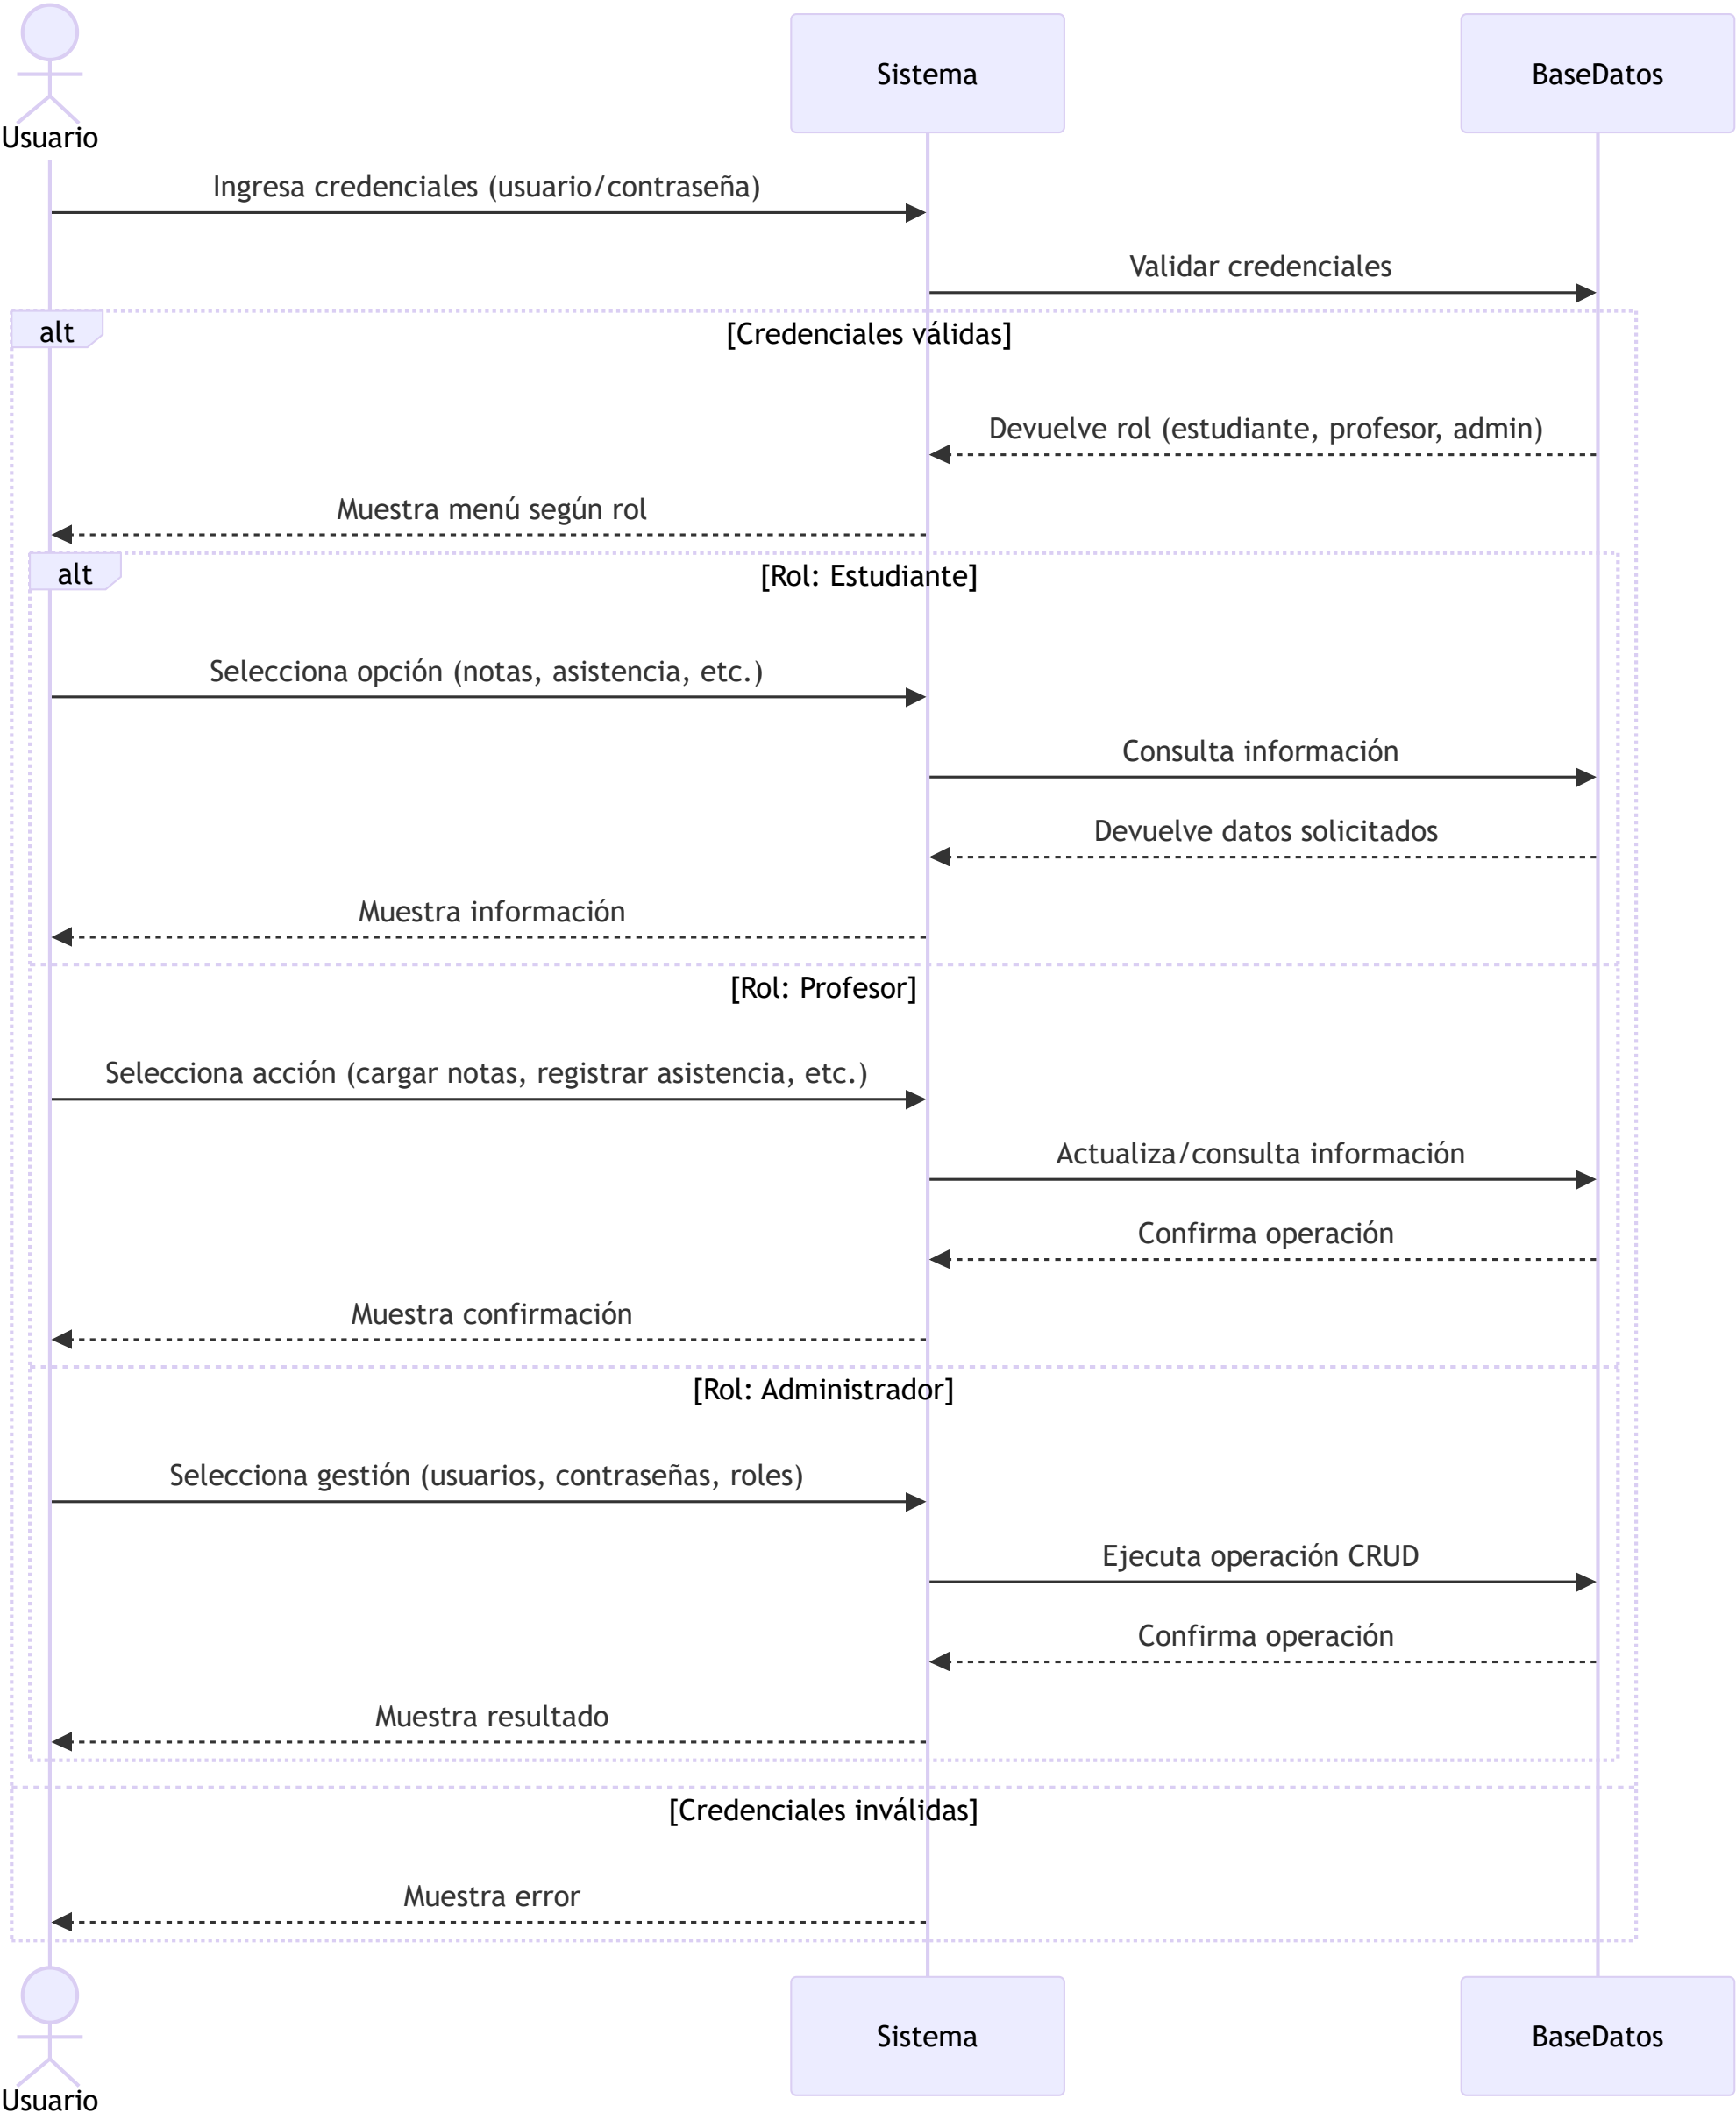 Usuario
Sistema
BaseDatos
Ingresa credenciales (usuario/contraseña)
Validar credenciales
alt
[Credenciales válidas]
Devuelve rol (estudiante, profesor, admin)
Muestra menú según rol
alt
[Rol: Estudiante]
Selecciona opción (notas, asistencia, etc.)
Consulta información
Devuelve datos solicitados
Muestra información
[Rol: Profesor]
Selecciona acción (cargar notas, registrar asistencia, etc.)
Actualiza/consulta información
Confirma operación
Muestra confirmación
[Rol: Administrador]
Selecciona gestión (usuarios, contraseñas, roles)
Ejecuta operación CRUD
Confirma operación
Muestra resultado
[Credenciales inválidas]
Muestra error
Usuario
Sistema
BaseDatos